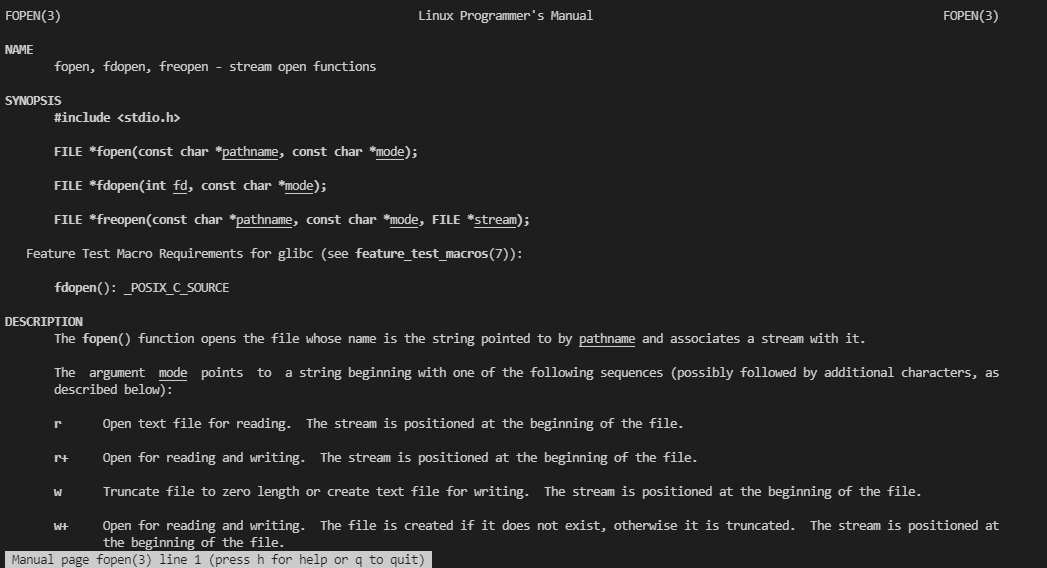 FOPEN(3) Linux Programmer's Manual FOPEN(3)
NAME
fopen, fdopen, freopen - stream open functions
SYNOPSIS
#include <stdio.h>
FILE *fopen(const char *pathname, const char *mode);
FILE *fdopen(int fd, const char *mode);
FILE *freopen(const char *pathname, const char *mode, FILE *stream);
Feature Test Macro Requirements for glibc (see feature_test_macros(7)):
fdopen(): _POSIX_C_SOURCE
DESCRIPTION
The fopen() function opens the file whose name is the string pointed to by pathname and associates a stream with it.
The argument mode points to a string beginning with one of the following sequences (possibly followed by additional characters, as
described below):
r Open text file for reading. The stream is positioned at the beginning of the file.
r+ Open for reading and writing. The stream is positioned at the beginning of the file.
w Truncate file to zero length or create text file for writing. The stream is positioned at the beginning of the file.
w+ Open for reading and writing. The file is created if it does not exist, otherwise it is truncated. The stream is positioned at
the beginning of the file.
Manual page fopen(3) line 1 (press h for help or q to quit)